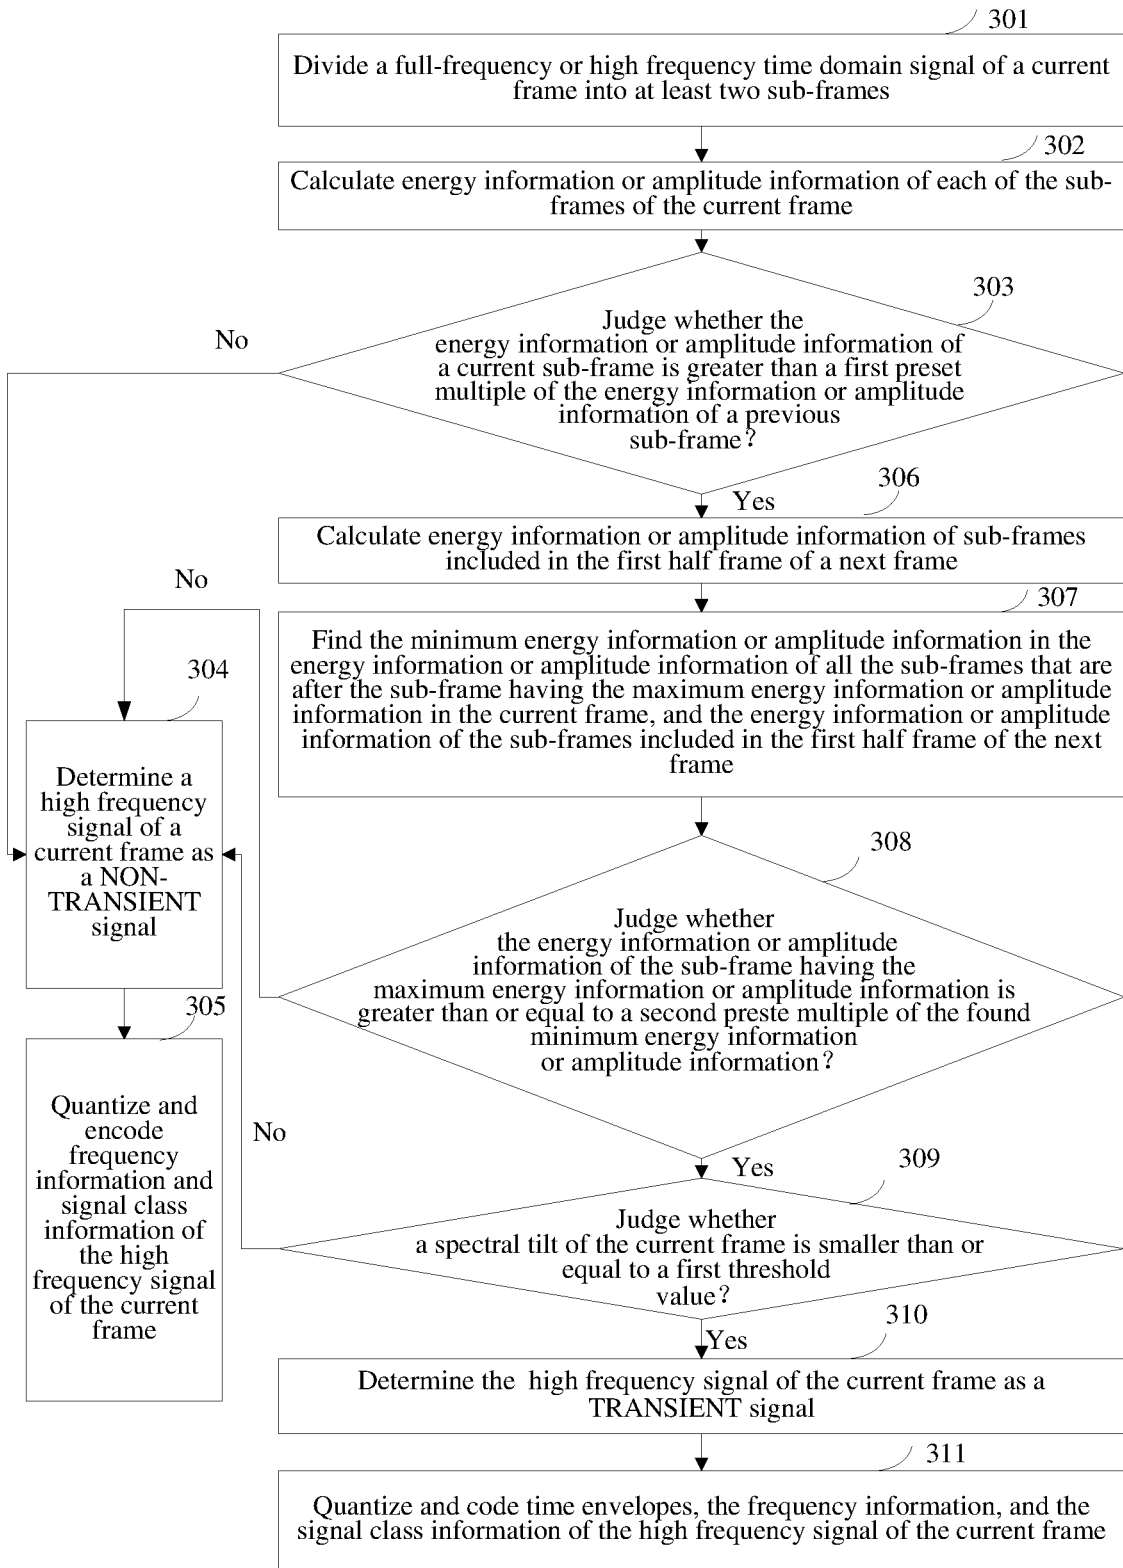 301
Divide a full-frequency or high frequency time domain signal of a current
frame into at least two sub-frames
302
Calculate energy information or amplitude information of each of the sub-
frames of the current frame
303
Judge whether the
energy information or amplitude information of
a current sub-frame is greater than a first preset
multiple of the energy information or amplitude
information of a previous
sub-frame?
No
Yes
306
Calculate energy information or amplitude information of sub-frames
included in the first half frame of a next frame
No
307
Find the minimum energy information or amplitude information in the
energy information or amplitude information of all the sub-frames that are
after the sub-frame having the maximum energy information or amplitude
information in the current frame, and the energy information or amplitude
information of the sub-frames included in the first half frame of the next
frame
304
Determine a
high frequency
signal of a
current frame as
a NON-
TRANSIENT
signal
308
Judge whether
the energy information or amplitude
information of the sub-frame having the
maximum energy information or amplitude information is
greater than or equal to a second preste multiple of the found
minimum energy information
or amplitude information?
305
Quantize and
encode
frequency
information and
signal class
information of
the high
frequency signal
of the current
frame
No
Yes
309
Judge whether
a spectral tilt of the current frame is smaller than or
equal to a first threshold
value?
Yes
310
Determine the high frequency signal of the current frame as a
TRANSIENT signal
311
Quantize and code time envelopes, the frequency information, and the
signal class information of the high frequency signal of the current frame